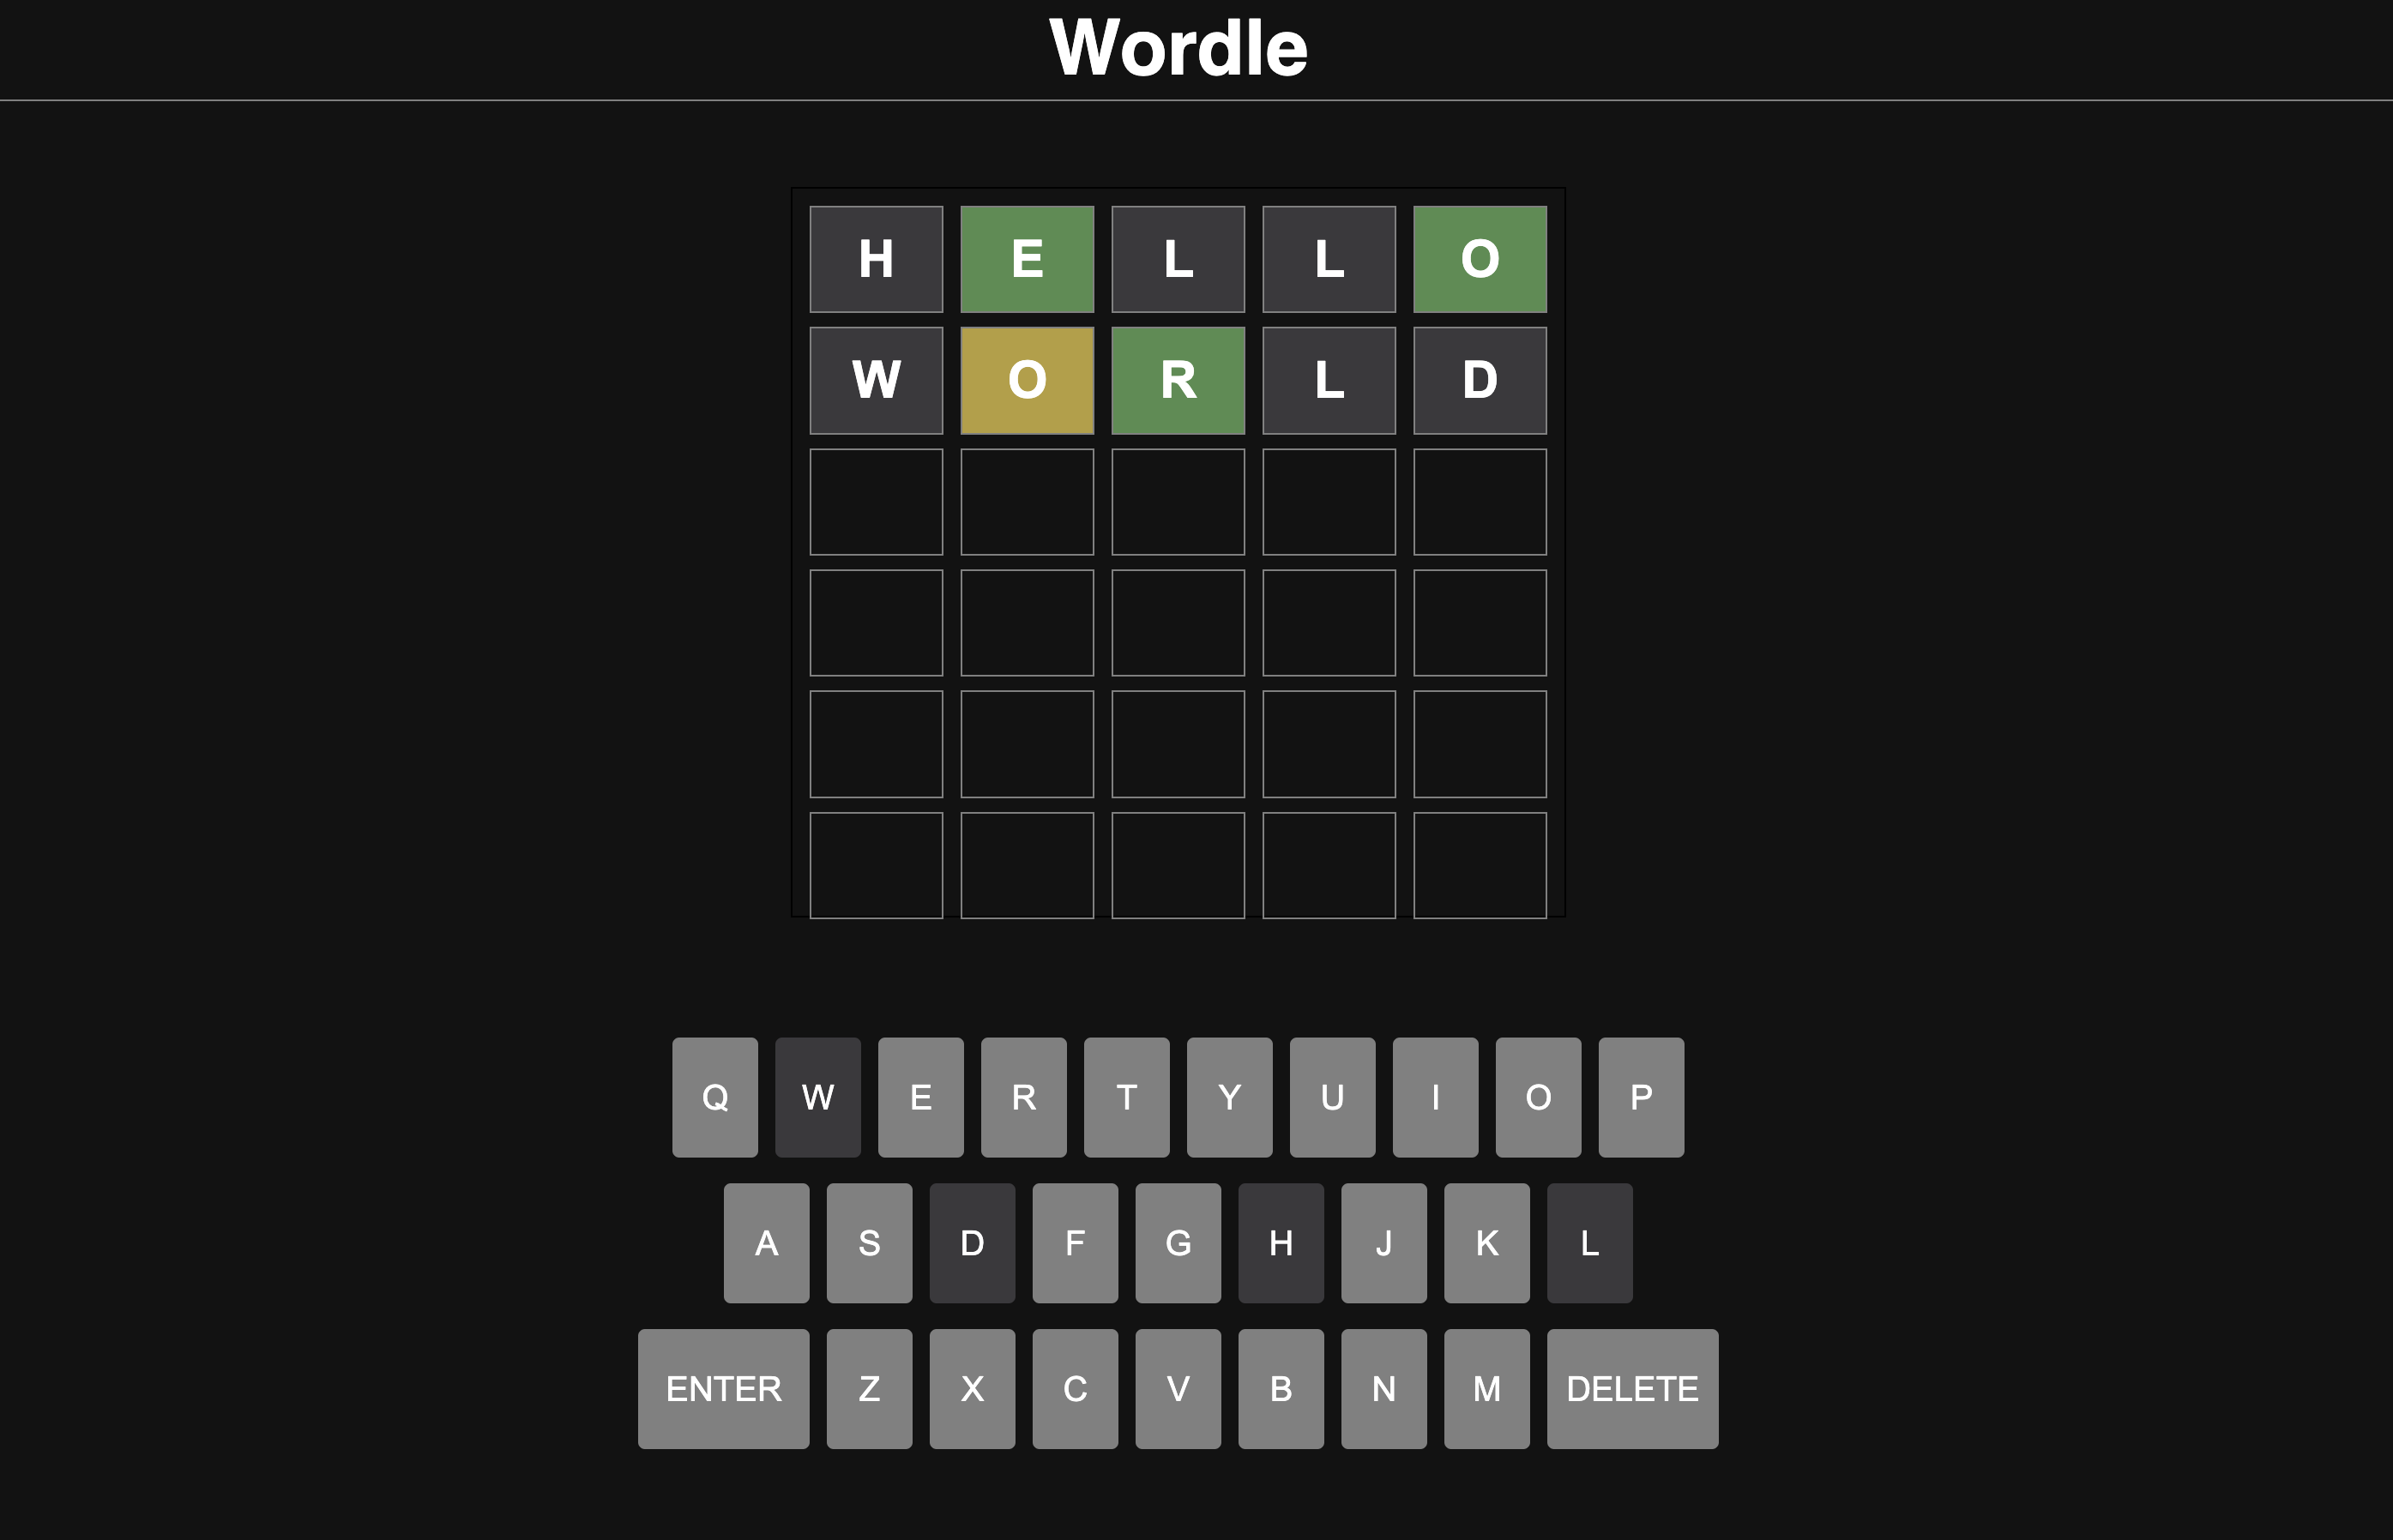 Wordle
H E L L O
W O R L D
Q W E R T Y U I O P
A S D F G H J K L
ENTER Z X C V B N M DELETE